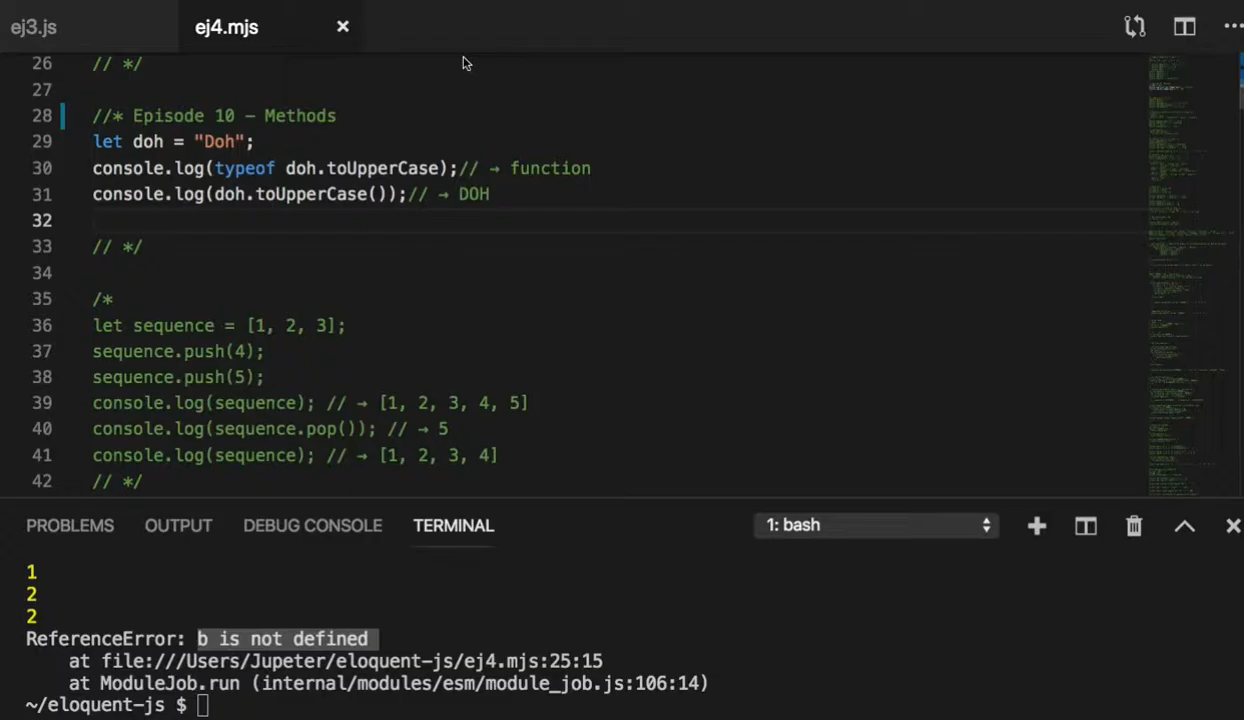 ej3.js
ej4.mjs
26 // */
27
28 //* Episode 10 - Methods
29 let doh = "Doh";
30 console.log(typeof doh.toUpperCase);// → function
31 console.log(doh.toUpperCase());// → DOH
32
33 // */
34
35 /*
36 let sequence = [1, 2, 3];
37 sequence.push(4);
38 sequence.push(5);
39 console.log(sequence); // → [1, 2, 3, 4, 5]
40 console.log(sequence.pop()); // → 5
41 console.log(sequence); // → [1, 2, 3, 4]
42 // */
PROBLEMS OUTPUT DEBUG CONSOLE TERMINAL 1: bash
1
2
2
ReferenceError: b is not defined
at file:///Users/Jupeter/eloquent-js/ej4.mjs:25:15
at ModuleJob.run (internal/modules/esm/module_job.js:106:14)
~/eloquent-js $